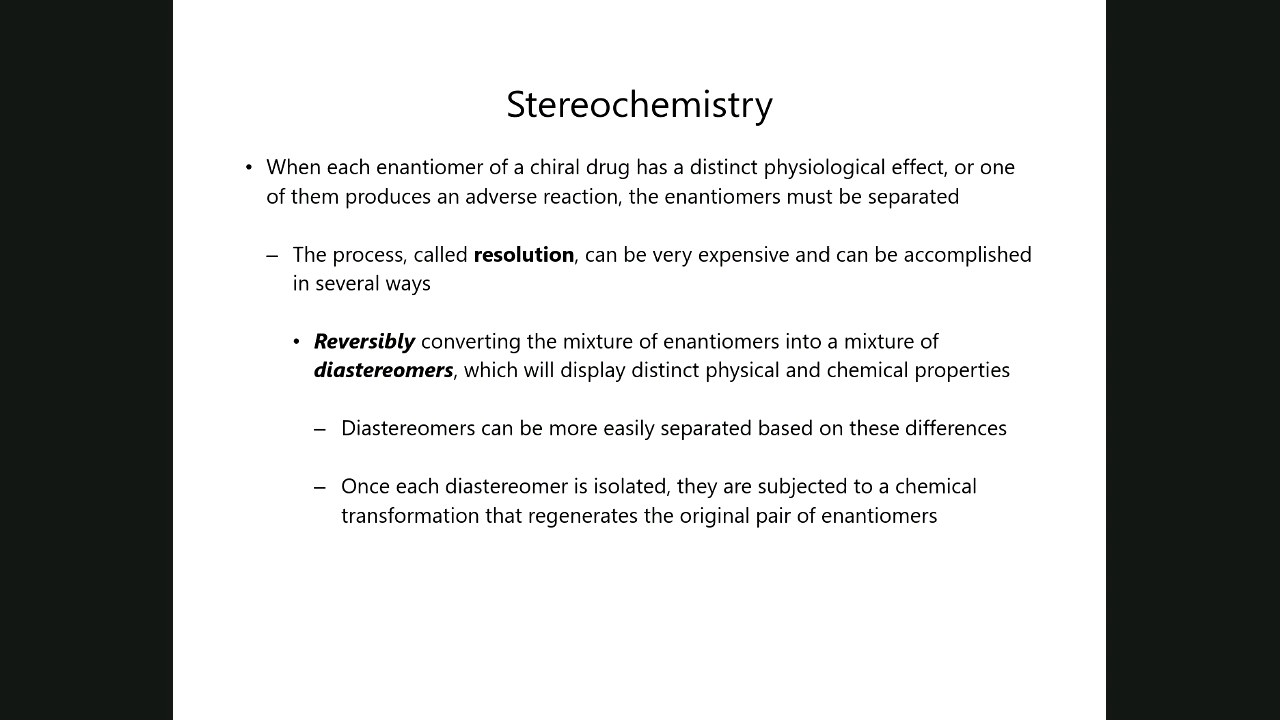 Stereochemistry
• When each enantiomer of a chiral drug has a distinct physiological effect, or one
of them produces an adverse reaction, the enantiomers must be separated
– The process, called resolution, can be very expensive and can be accomplished
in several ways
• Reversibly converting the mixture of enantiomers into a mixture of
diastereomers, which will display distinct physical and chemical properties
– Diastereomers can be more easily separated based on these differences
– Once each diastereomer is isolated, they are subjected to a chemical
transformation that regenerates the original pair of enantiomers